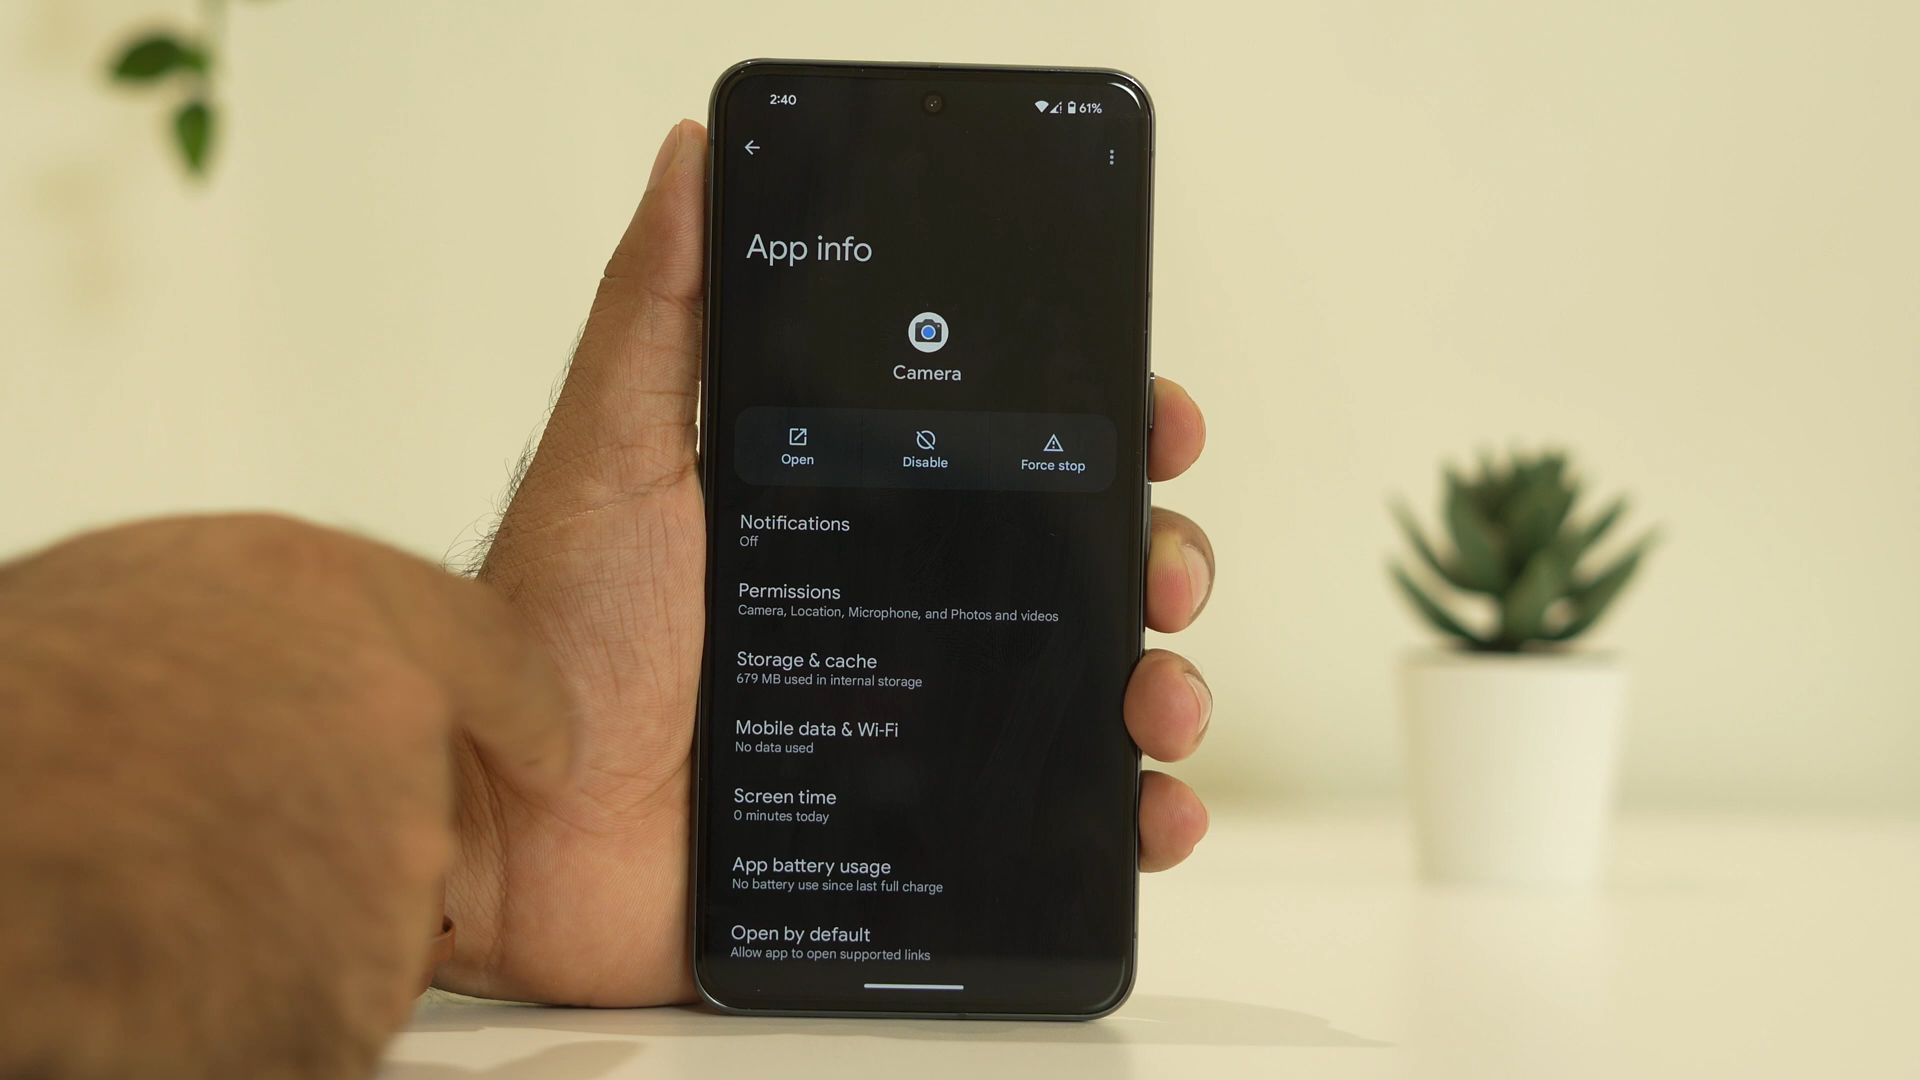 2:40
61%
App info
Camera
Open
Disable
Force stop
Notifications
Off
Permissions
Camera, Location, Microphone, and Photos and videos
Storage & cache
679 MB used in internal storage
Mobile data & Wi-Fi
No data used
Screen time
0 minutes today
App battery usage
No battery use since last full charge
Open by default
Allow app to open supported links